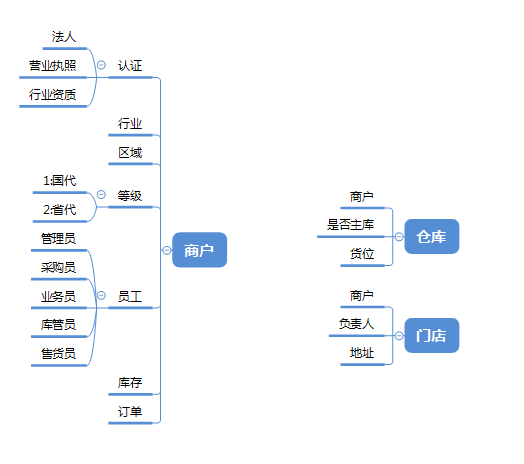 法人
营业执照
行业资质
认证
行业
区域
1:国代
2:省代
等级
管理员
采购员
业务员
库管员
售货员
员工
库存
订单
商户
商户
是否主库
货位
仓库
商户
负责人
地址
门店